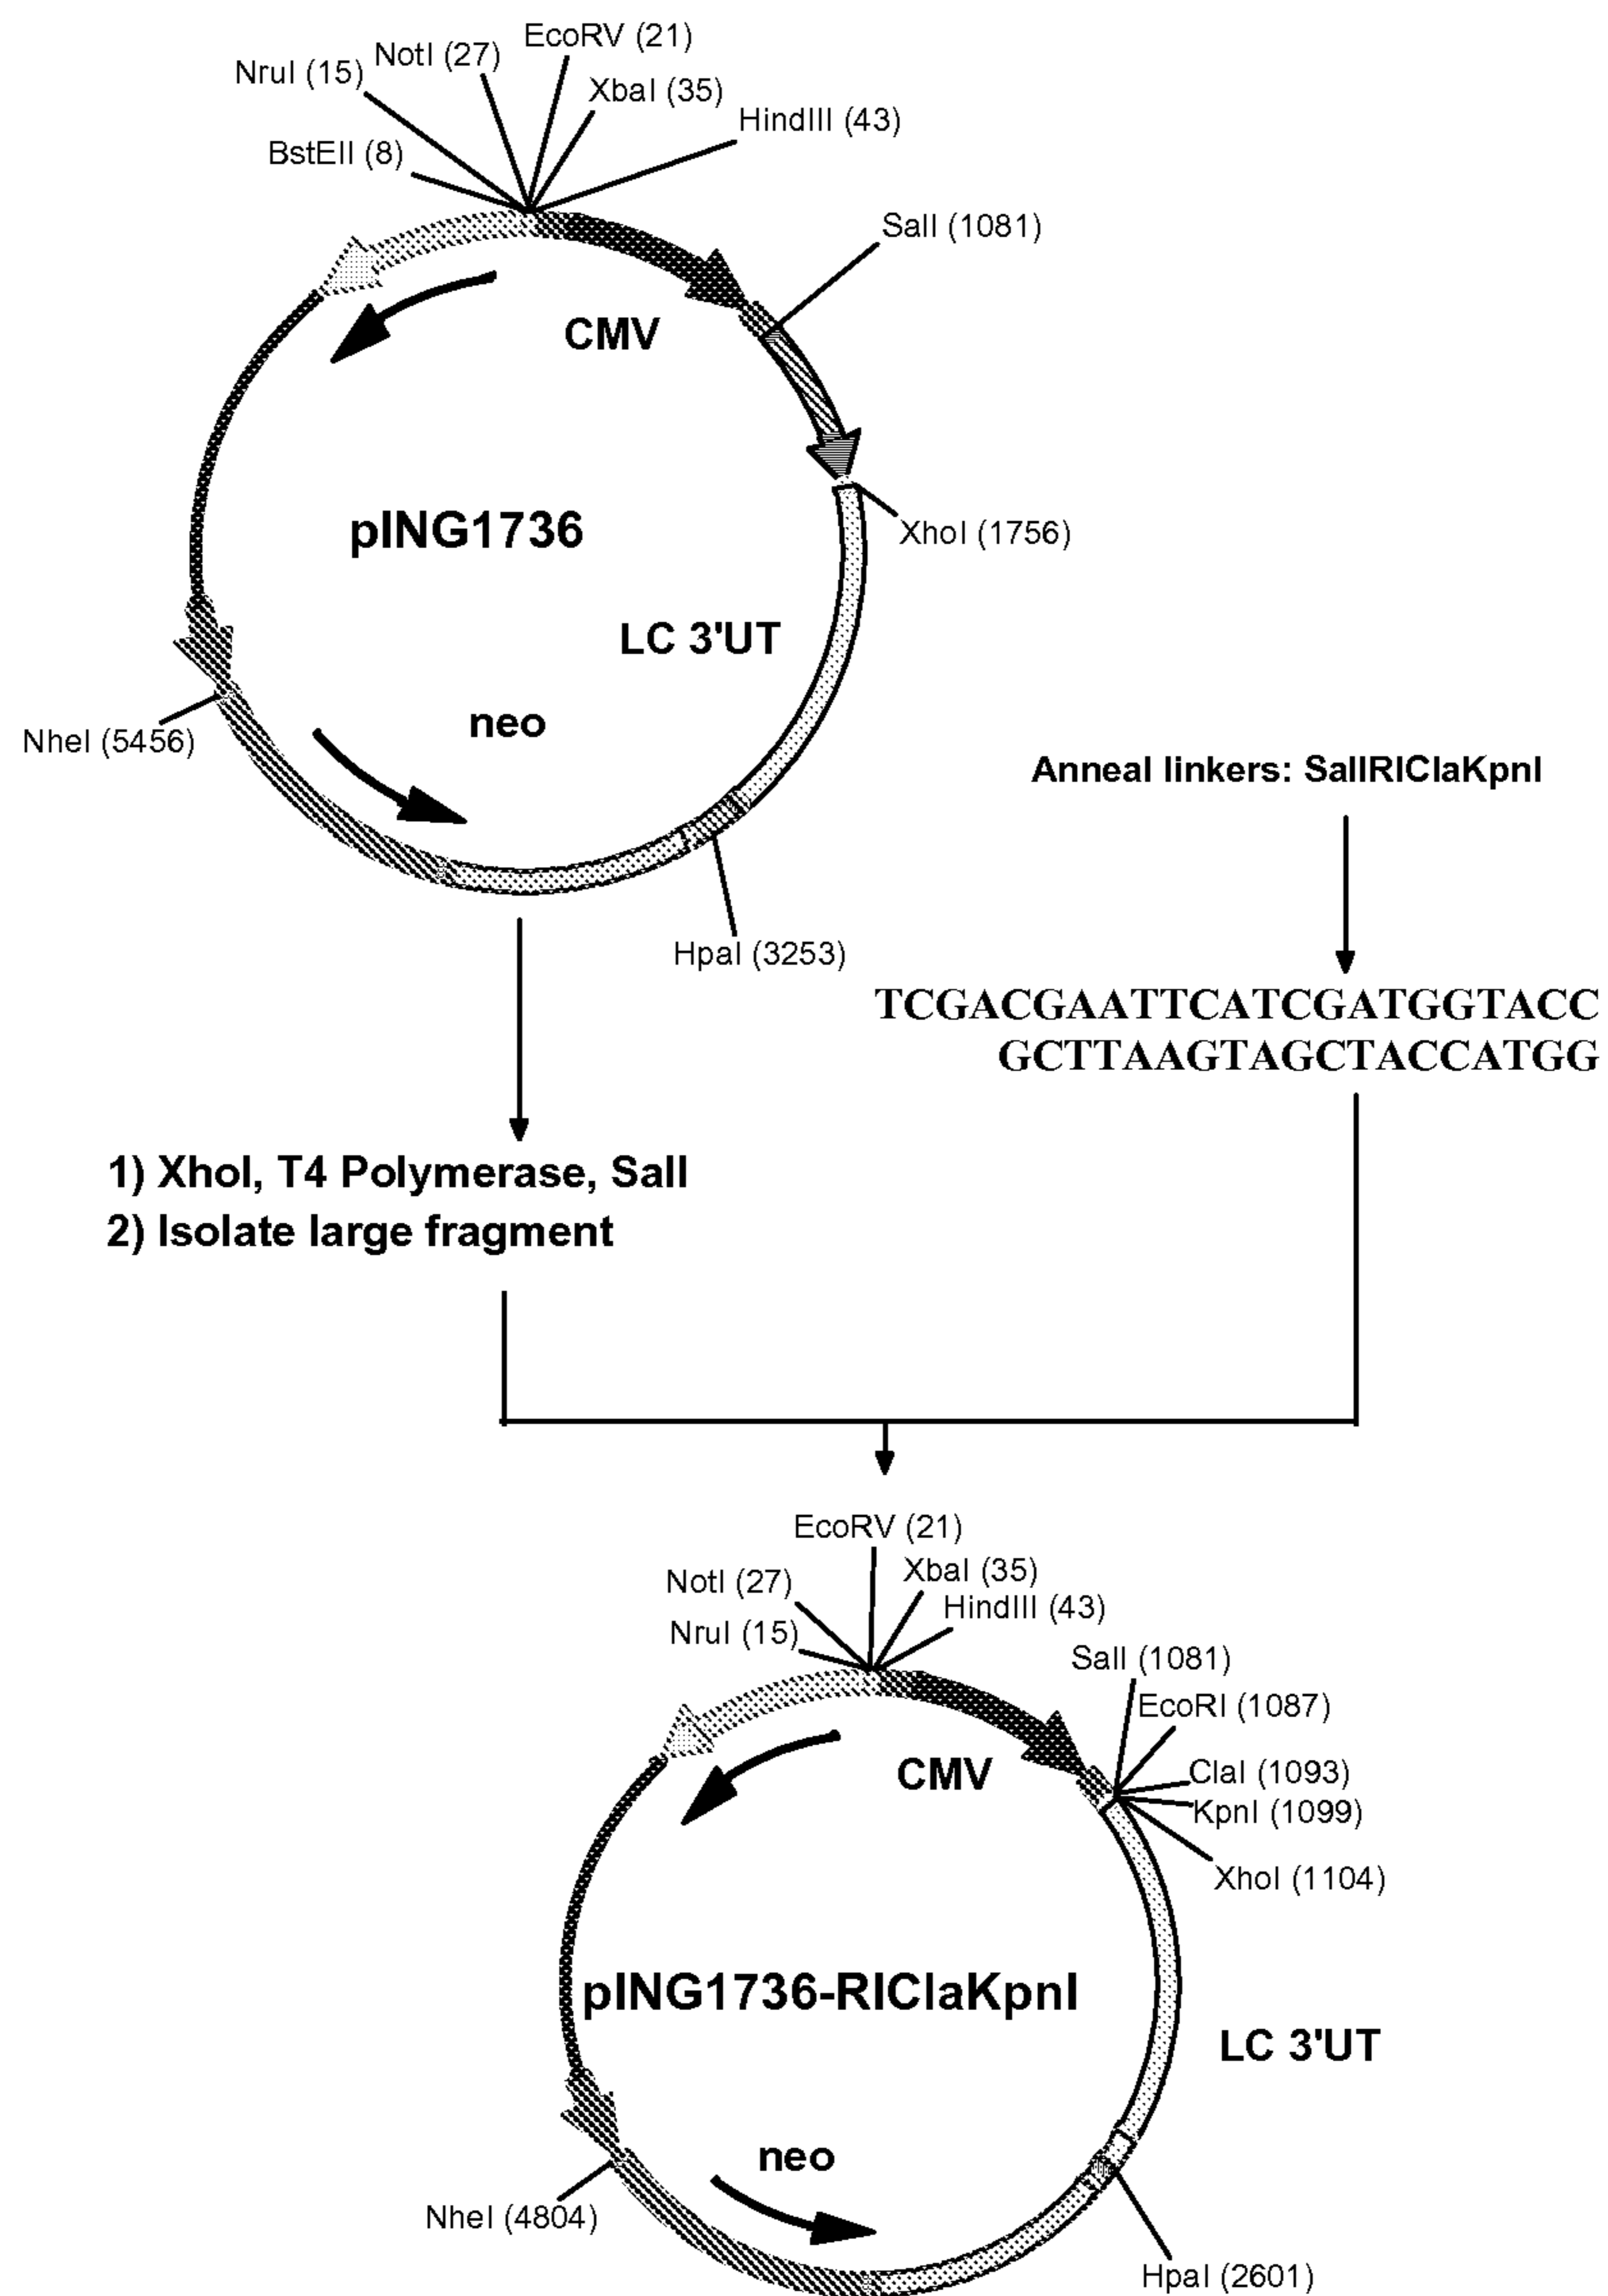 EcoRV (21)
NotI (27)
NruI (15)
XbaI (35)
HindIII (43)
BstEII (8)
SalI (1081)
CMV
pING1736
XhoI (1756)
LC 3'UT
neo
NheI (5456)
Anneal linkers: SalIRIClaKpnI
HpaI (3253)
TCGACGAATTCATCGATGGTACC
GCTTAAGTAGCTACCATGG
1) XhoI, T4 Polymerase, SalI
2) Isolate large fragment
EcoRV (21)
NotI (27)
XbaI (35)
HindIII (43)
NruI (15)
SalI (1081)
EcoRI (1087)
CMV
ClaI (1093)
KpnI (1099)
XhoI (1104)
pING1736-RIClaKpnI
LC 3'UT
neo
NheI (4804)
HpaI (2601)